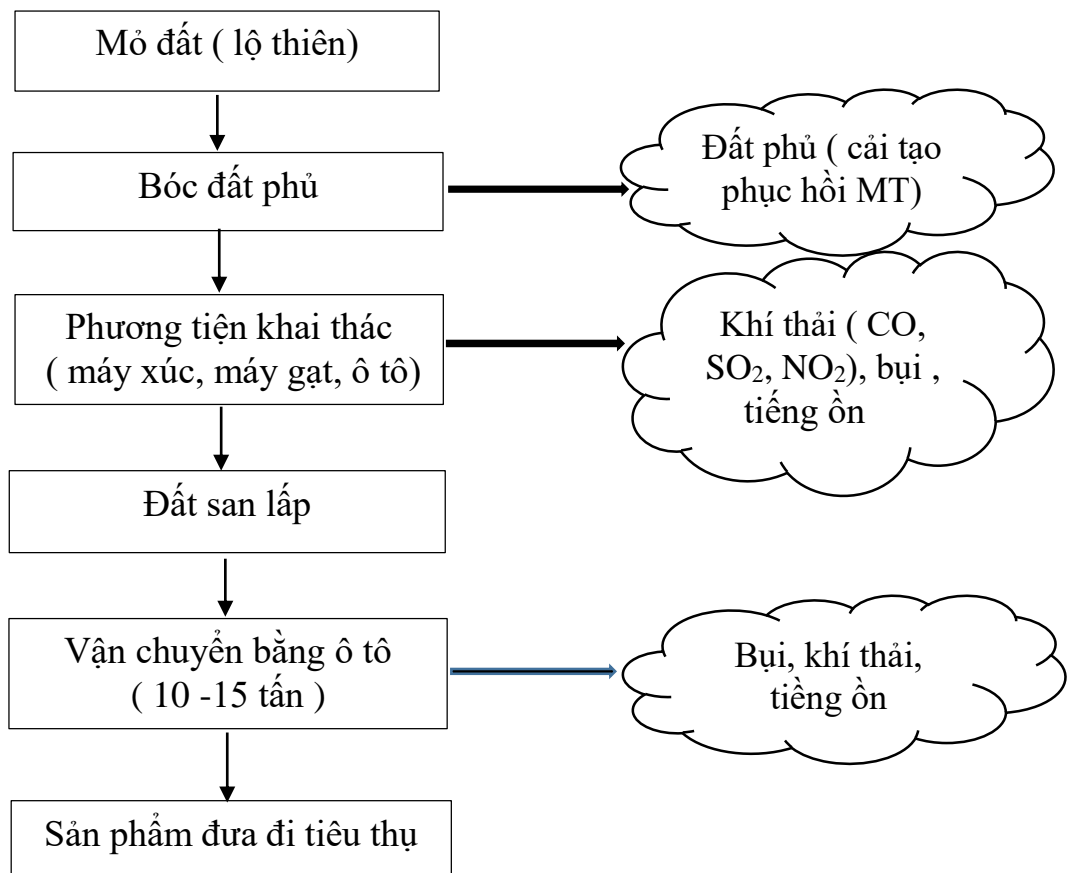 Mỏ đất ( lộ thiên)
Bóc đất phủ
Đất phủ ( cải tạo
phục hồi MT)
Phương tiện khai thác
( máy xúc, máy gạt, ô tô)
Khí thải ( CO,
SO₂, NO₂), bụi ,
tiếng ồn
Đất san lấp
Vận chuyển bằng ô tô
( 10 -15 tấn )
Bụi, khí thải,
tiềng ồn
Sản phẩm đưa đi tiêu thụ